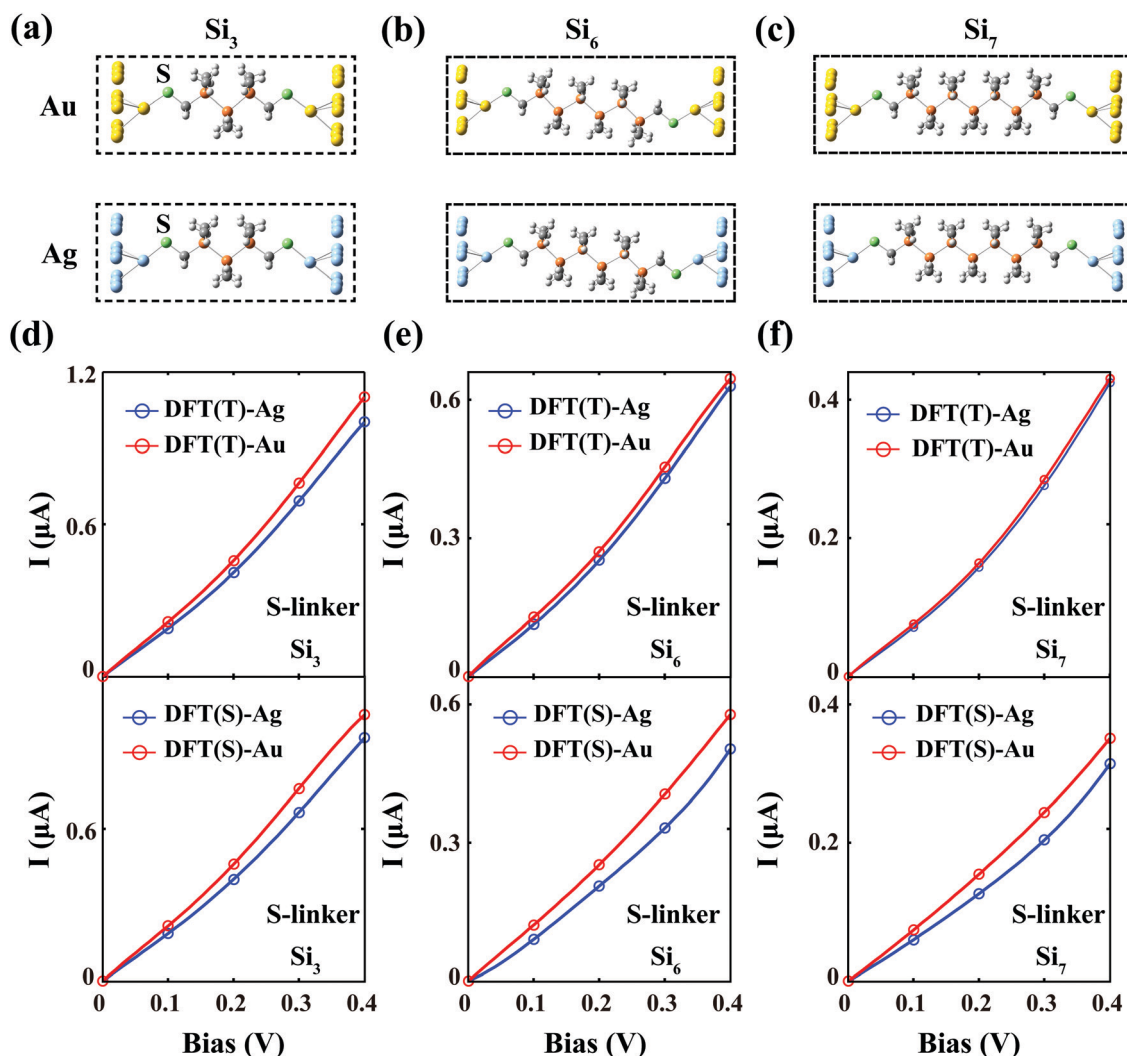 (a) Si₃ (b) Si₆ (c) Si₇
S
Au
S
Ag
(d) (e) (f)
1.2
DFT(T)-Ag
DFT(T)-Au
I (μA)
0.6
S-linker
Si₃
0
0.6
DFT(T)-Ag
DFT(T)-Au
I (μA)
0.3
S-linker
Si₆
0
0.4
DFT(T)-Ag
DFT(T)-Au
I (μA)
0.2
S-linker
Si₇
0
DFT(S)-Ag
DFT(S)-Au
I (μA)
0.6
S-linker
Si₃
0
0 0.1 0.2 0.3 0.4
Bias (V)
0.6
DFT(S)-Ag
DFT(S)-Au
I (μA)
0.3
S-linker
Si₆
0
0 0.1 0.2 0.3 0.4
Bias (V)
0.4
DFT(S)-Ag
DFT(S)-Au
I (μA)
0.2
S-linker
Si₇
0
0 0.1 0.2 0.3 0.4
Bias (V)